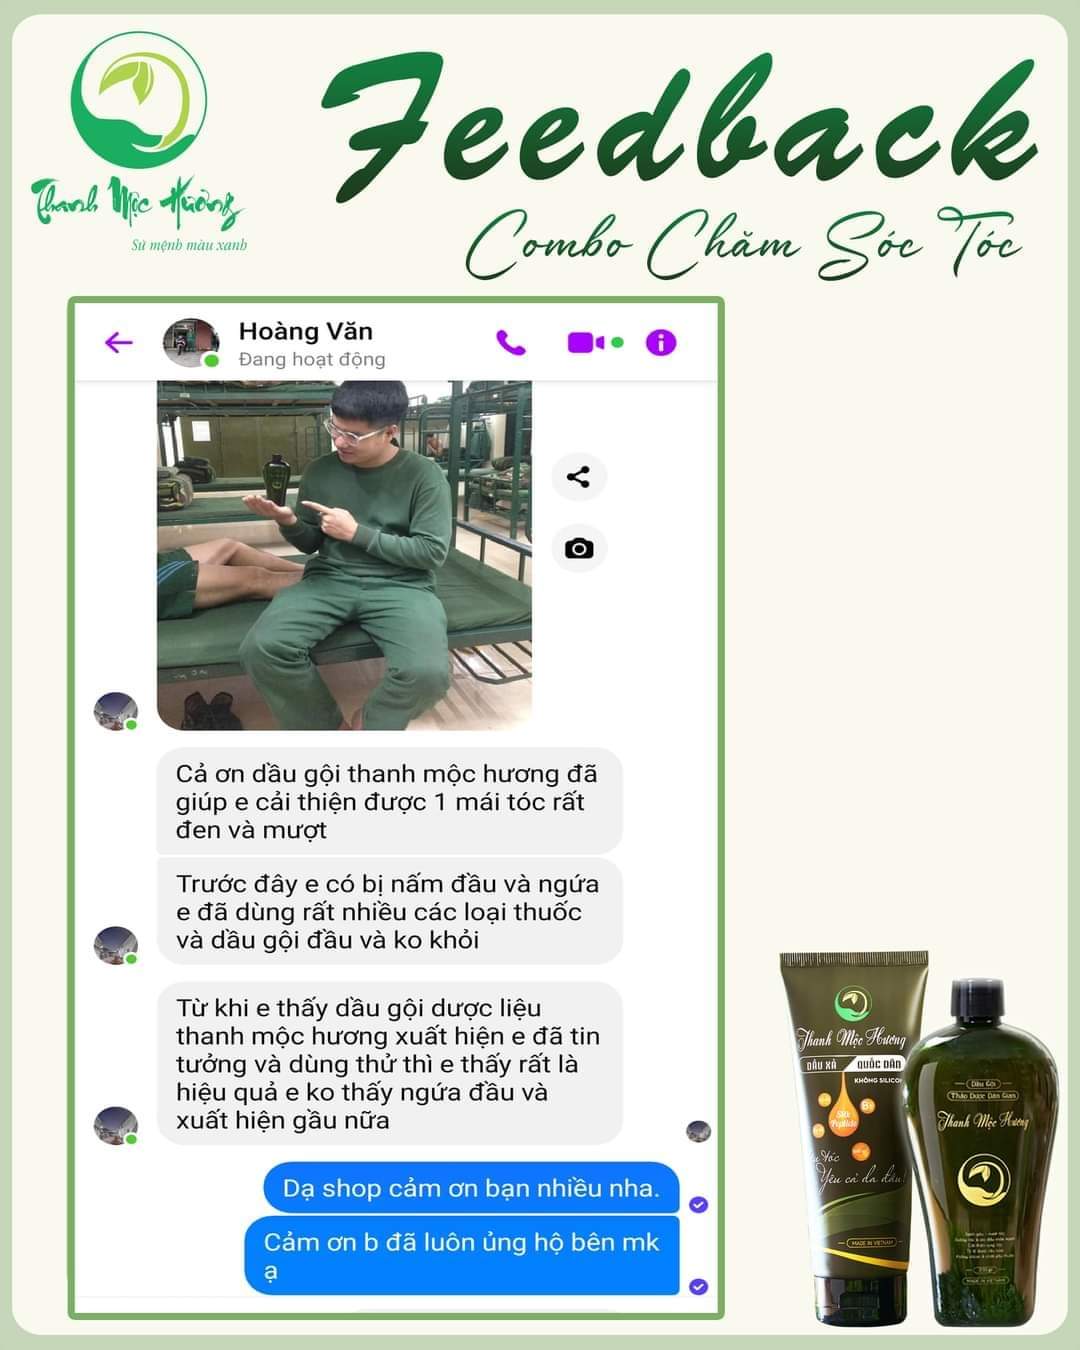 Feedback
Combo Chăm Sóc Tóc
Thanh Mộc Hương
Sứ mệnh màu xanh
Hoàng Văn
Đang hoạt động
Cả ơn dầu gội thanh mộc hương đã
giúp e cải thiện được 1 mái tóc rất
đen và mượt
Trước đây e có bị nấm đầu và ngứa
e đã dùng rất nhiều các loại thuốc
và dầu gội đầu và ko khỏi
Từ khi e thấy dầu gội dược liệu
thanh mộc hương xuất hiện e đã tin
tưởng và dùng thử thì e thấy rất là
hiệu quả e ko thấy ngứa đầu và
xuất hiện gầu nữa
Dạ shop cảm ơn bạn nhiều nha.
Cảm ơn b đã luôn ủng hộ bên mk
ạ
Thanh Mộc Hương
DẦU XẢ QUỐC DÂN
KHÔNG SILICON
Silk
Peptide
B5
tóc
Yêu cả da đầu!
MADE IN VIETNAM
Dầu Gội
Thảo Dược Dân Gian
Thanh Mộc Hương
MADE IN VIETNAM